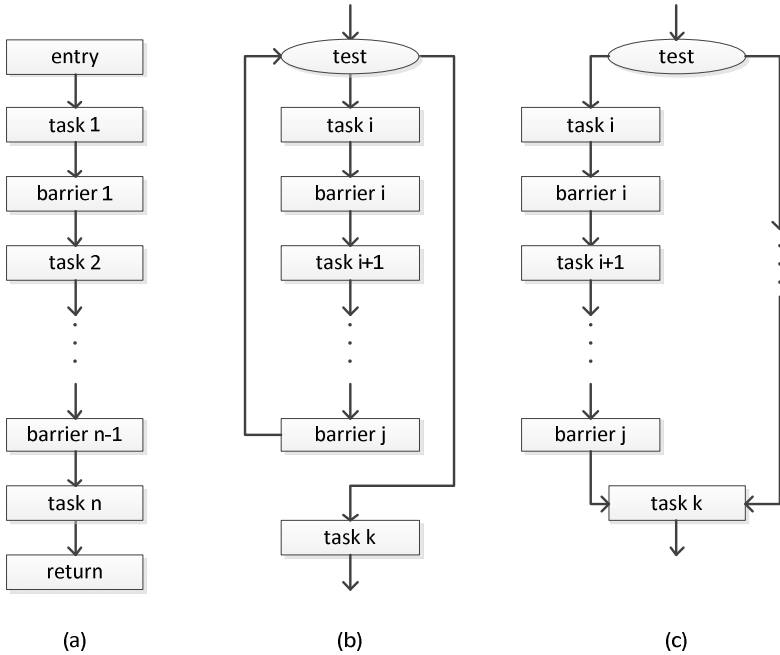 entry
task 1
barrier 1
task 2
barrier n-1
task n
return
(a)
test
task i
barrier i
task i+1
barrier j
task k
(b)
test
task i
barrier i
task i+1
barrier j
task k
(c)